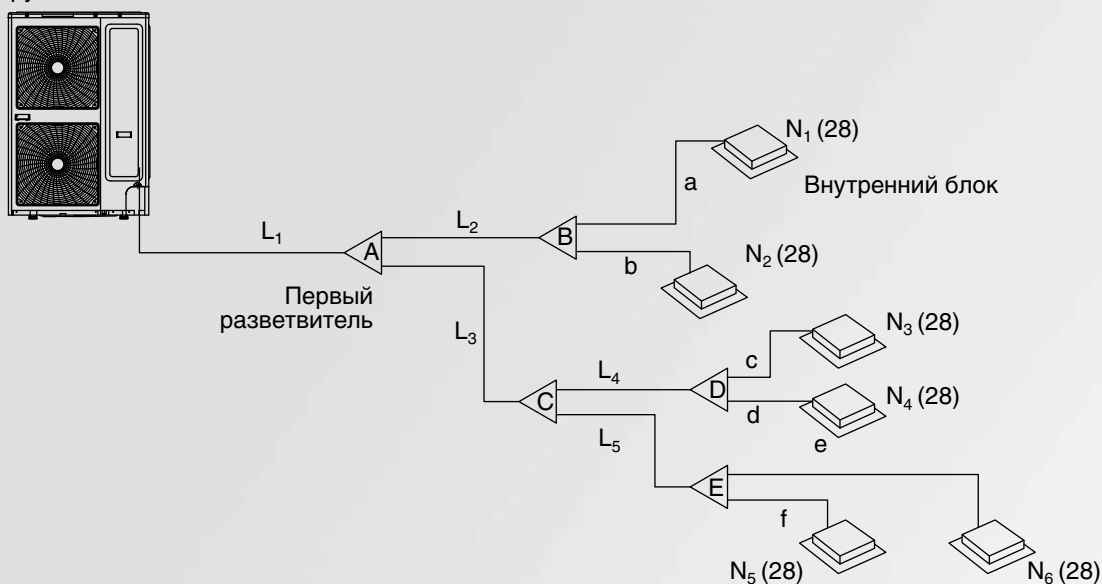 N₁ (28)
a
Внутренний блок
L₂
B
L₁
A
b
N₂ (28)
Первый
разветвитель
L₃
N₃ (28)
c
L₄
D
C
N₄ (28)
d
L₅
e
E
f
N₅ (28)
N₆ (28)